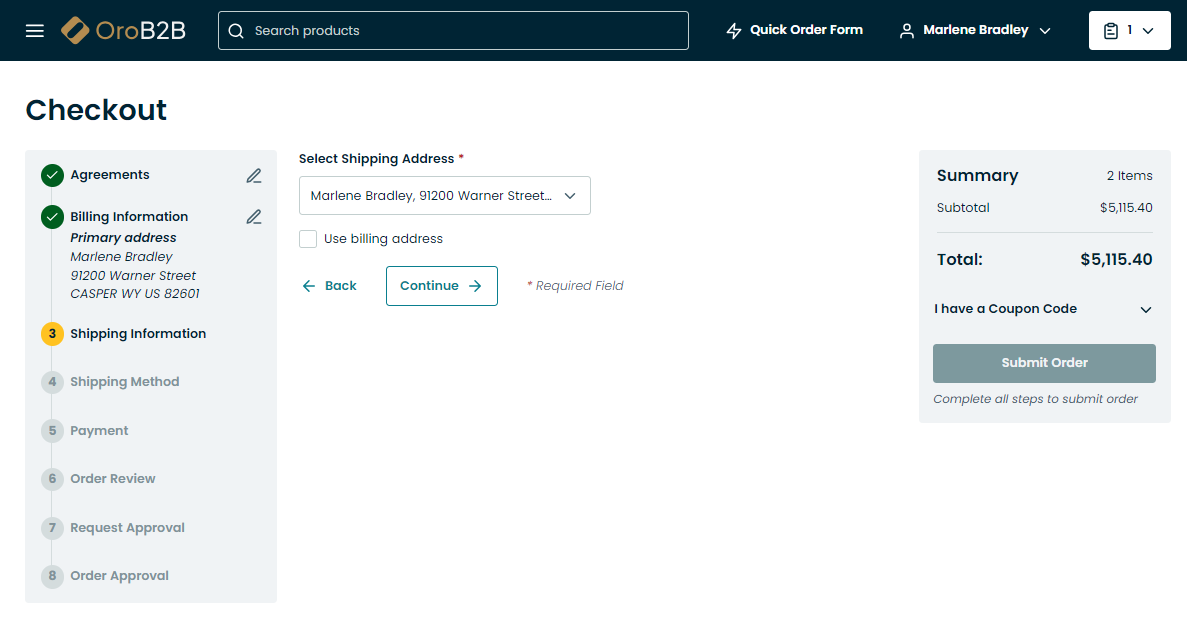 OroB2B
Search products
Quick Order Form
Marlene Bradley
1
Checkout
Agreements
Billing Information
Primary address
Marlene Bradley
91200 Warner Street
CASPER WY US 82601
3 Shipping Information
4 Shipping Method
5 Payment
6 Order Review
7 Request Approval
8 Order Approval
Select Shipping Address *
Marlene Bradley, 91200 Warner Street...
Use billing address
Back
Continue
* Required Field
Summary 2 Items
Subtotal $5,115.40
Total: $5,115.40
I have a Coupon Code
Submit Order
Complete all steps to submit order